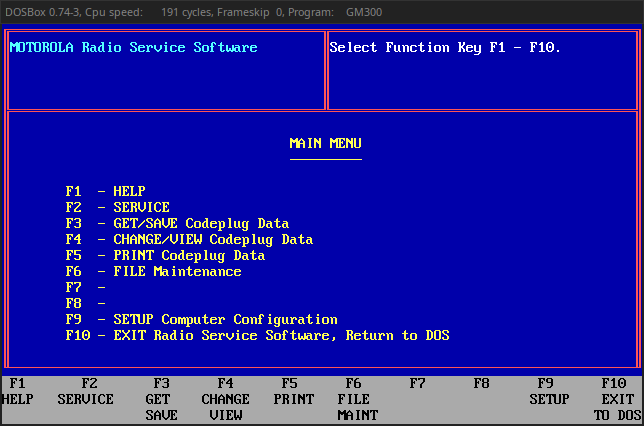 DOSBox 0.74-3, Cpu speed: 191 cycles, Frameskip 0, Program: GM300
MOTOROLA Radio Service Software
Select Function Key F1 - F10.
MAIN MENU
F1 - HELP
F2 - SERVICE
F3 - GET/SAVE Codeplug Data
F4 - CHANGE/VIEW Codeplug Data
F5 - PRINT Codeplug Data
F6 - FILE Maintenance
F7 -
F8 -
F9 - SETUP Computer Configuration
F10 - EXIT Radio Service Software, Return to DOS
F1 F2 F3 F4 F5 F6 F7 F8 F9 F10
HELP SERVICE GET CHANGE PRINT FILE SETUP EXIT
SAVE VIEW MAINT TO DOS